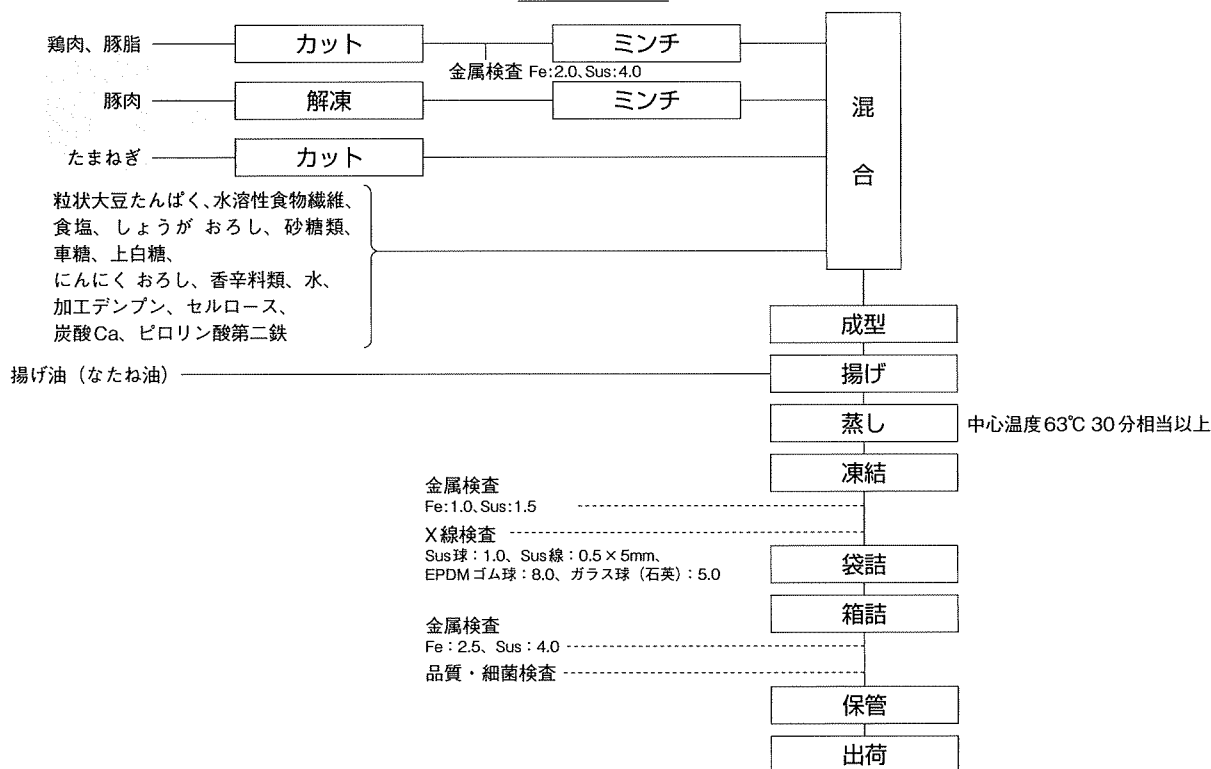 鶏肉、豚脂
カット
ミンチ
金属検査 Fe:2.0、Sus:4.0
豚肉
解凍
ミンチ
たまねぎ
カット
混合
粒状大豆たんぱく、水溶性食物繊維、
食塩、しょうが おろし、砂糖類、
車糖、上白糖、
にんにく おろし、香辛料類、水、
加工デンプン、セルロース、
炭酸Ca、ピロリン酸第二鉄
成型
揚げ油（なたね油）
揚げ
蒸し
中心温度63℃ 30分相当以上
凍結
金属検査
Fe:1.0、Sus:1.5
X線検査
Sus球：1.0、Sus線：0.5×5mm、
EPDMゴム球：8.0、ガラス球（石英）：5.0
袋詰
箱詰
金属検査
Fe：2.5、Sus：4.0
品質・細菌検査
保管
出荷